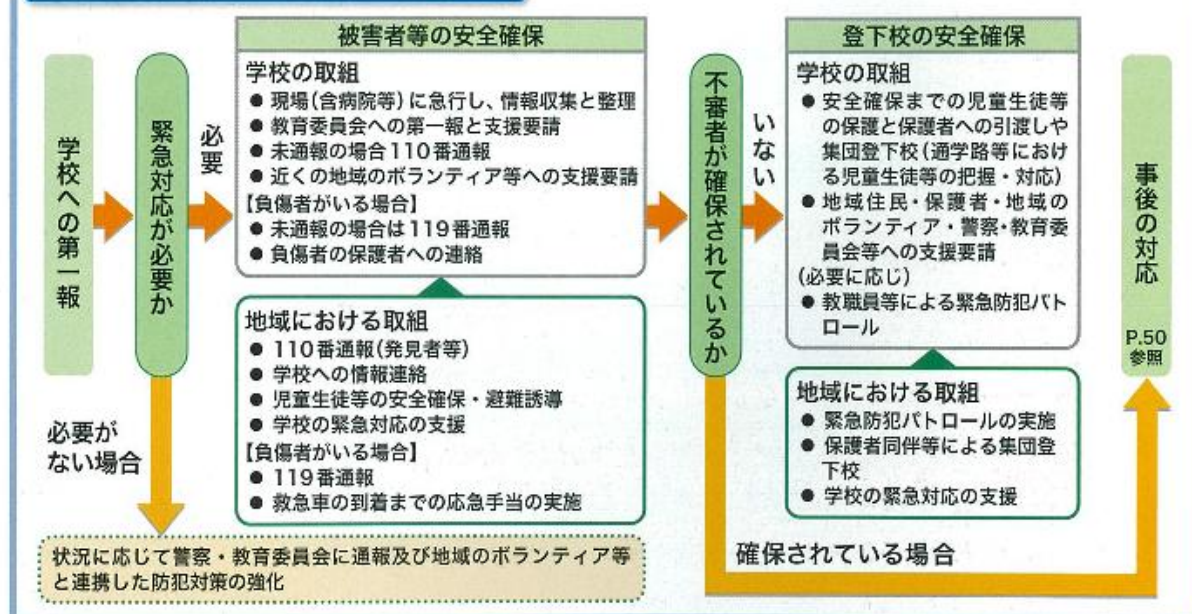 学校への第一報
緊急対応が必要か
必要
被害者等の安全確保
学校の取組
● 現場(含病院等)に急行し、情報収集と整理
● 教育委員会への第一報と支援要請
● 未通報の場合110番通報
● 近くの地域のボランティア等への支援要請
【負傷者がいる場合】
● 未通報の場合は119番通報
● 負傷者の保護者への連絡
地域における取組
● 110番通報(発見者等)
● 学校への情報連絡
● 児童生徒等の安全確保・避難誘導
● 学校の緊急対応の支援
【負傷者がいる場合】
● 119番通報
● 救急車の到着までの応急手当の実施
必要が
ない場合
状況に応じて警察・教育委員会に通報及び地域のボランティア等
と連携した防犯対策の強化
不審者が確保されているか
いない
登下校の安全確保
学校の取組
● 安全確保までの児童生徒等
の保護と保護者への引渡しや
集団登下校(通学路等におけ
る児童生徒等の把握・対応)
● 地域住民・保護者・地域の
ボランティア・警察・教育委
員会等への支援要請
(必要に応じ)
● 教職員等による緊急防犯パト
ロール
地域における取組
● 緊急防犯パトロールの実施
● 保護者同伴等による集団登
下校
● 学校の緊急対応の支援
確保されている場合
事後の対応
P.50
参照